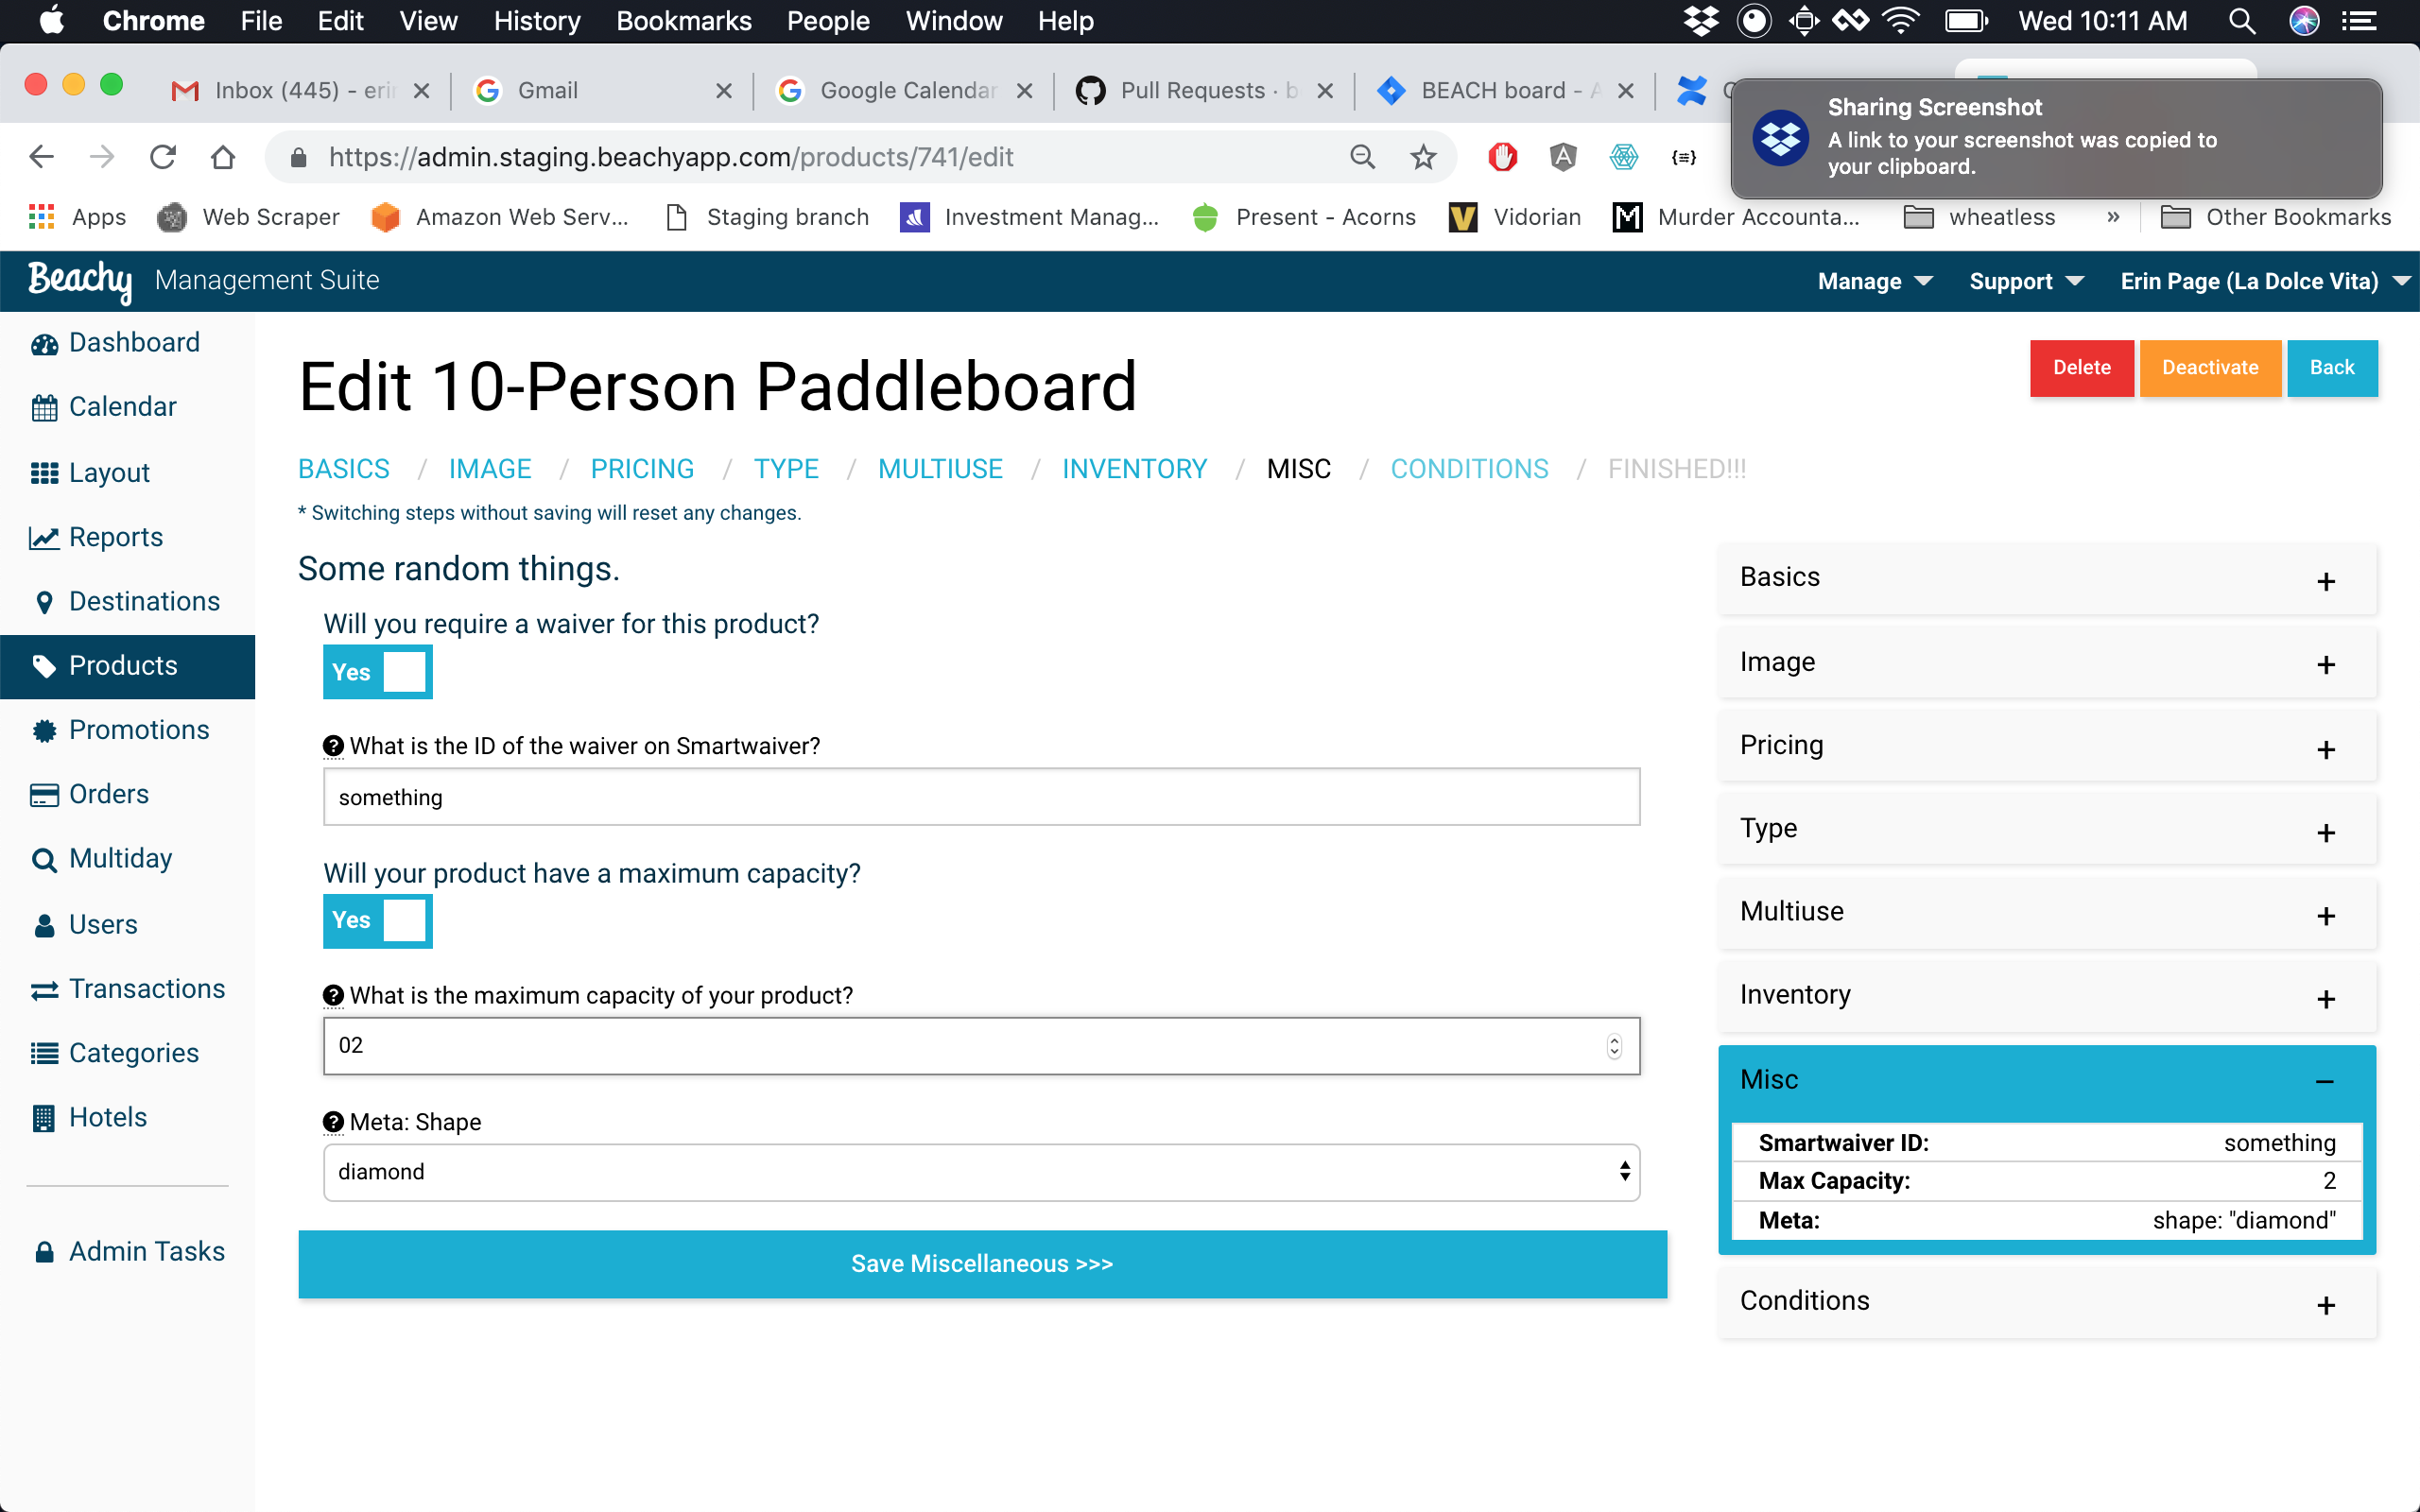 Chrome File Edit View History Bookmarks People Window Help Wed 10:11 AM
Inbox (445) - eri Gmail Google Calendar Pull Requests · b BEACH board - A
Sharing Screenshot
A link to your screenshot was copied to
your clipboard.
https://admin.staging.beachyapp.com/products/741/edit
Apps Web Scraper Amazon Web Serv... Staging branch Investment Manag... Present - Acorns Vidorian Murder Accounta... wheatless » Other Bookmarks
Beachy Management Suite Manage Support Erin Page (La Dolce Vita)
Dashboard
Calendar
Layout
Reports
Destinations
Products
Promotions
Orders
Multiday
Users
Transactions
Categories
Hotels
Admin Tasks
Edit 10-Person Paddleboard
Delete Deactivate Back
BASICS / IMAGE / PRICING / TYPE / MULTIUSE / INVENTORY / MISC / CONDITIONS / FINISHED!!!
* Switching steps without saving will reset any changes.
Some random things.
Will you require a waiver for this product?
Yes
What is the ID of the waiver on Smartwaiver?
something
Will your product have a maximum capacity?
Yes
What is the maximum capacity of your product?
02
Meta: Shape
diamond
Save Miscellaneous >>>
Basics +
Image +
Pricing +
Type +
Multiuse +
Inventory +
Misc −
Smartwaiver ID: something
Max Capacity: 2
Meta: shape: "diamond"
Conditions +